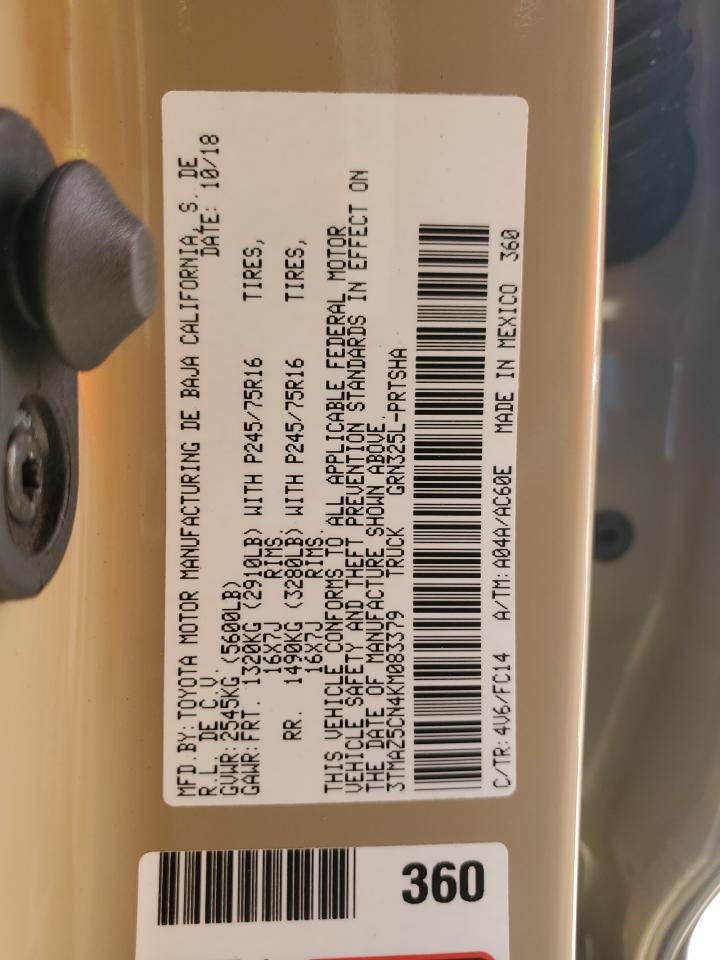 MFD.BY:TOYOTA MOTOR MANUFACTURING DE BAJA CALIFORNIA, S. DE
R.L. DE C.V. DATE: 10/18
GVWR:2545KG (5600LB)
GAWR:FRT. 1320KG (2910LB) WITH P245/75R16 TIRES,
16X7J RIMS.
RR. 1490KG (3280LB) WITH P245/75R16 TIRES,
16X7J RIMS.
THIS VEHICLE CONFORMS TO ALL APPLICABLE FEDERAL MOTOR
VEHICLE SAFETY AND THEFT PREVENTION STANDARDS IN EFFECT ON
THE DATE OF MANUFACTURE SHOWN ABOVE.
3TMAZ5CN4KM083379 TRUCK GRN325L-PRTSHA
C/TR:4V6/FC14 A/TM:A04A/AC60E MADE IN MEXICO 360
360